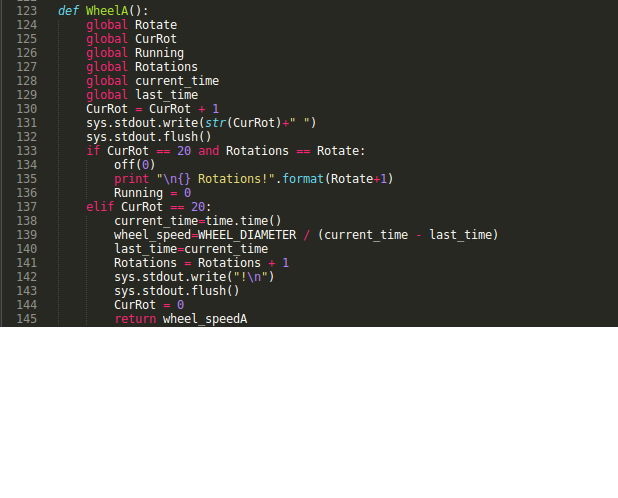 123 def WheelA():
124 global Rotate
125 global CurRot
126 global Running
127 global Rotations
128 global current_time
129 global last_time
130 CurRot = CurRot + 1
131 sys.stdout.write(str(CurRot)+" ")
132 sys.stdout.flush()
133 if CurRot == 20 and Rotations == Rotate:
134 off(0)
135 print "\n{} Rotations!".format(Rotate+1)
136 Running = 0
137 elif CurRot == 20:
138 current_time=time.time()
139 wheel_speed=WHEEL_DIAMETER / (current_time - last_time)
140 last_time=current_time
141 Rotations = Rotations + 1
142 sys.stdout.write("!\n")
143 sys.stdout.flush()
144 CurRot = 0
145 return wheel_speedA